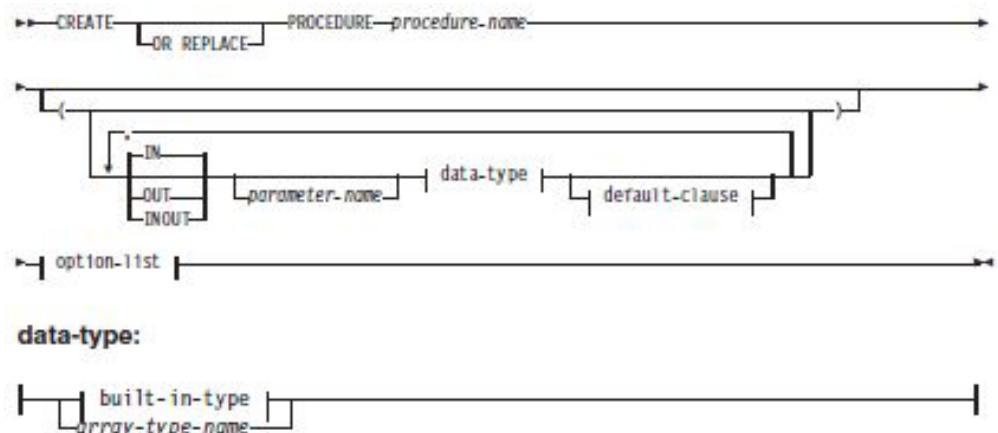 CREATE OR REPLACE PROCEDURE procedure-name
( )
,
IN
OUT
INOUT
parameter-name
data-type
default-clause
option-list
data-type:
built-in-type
array-type-name